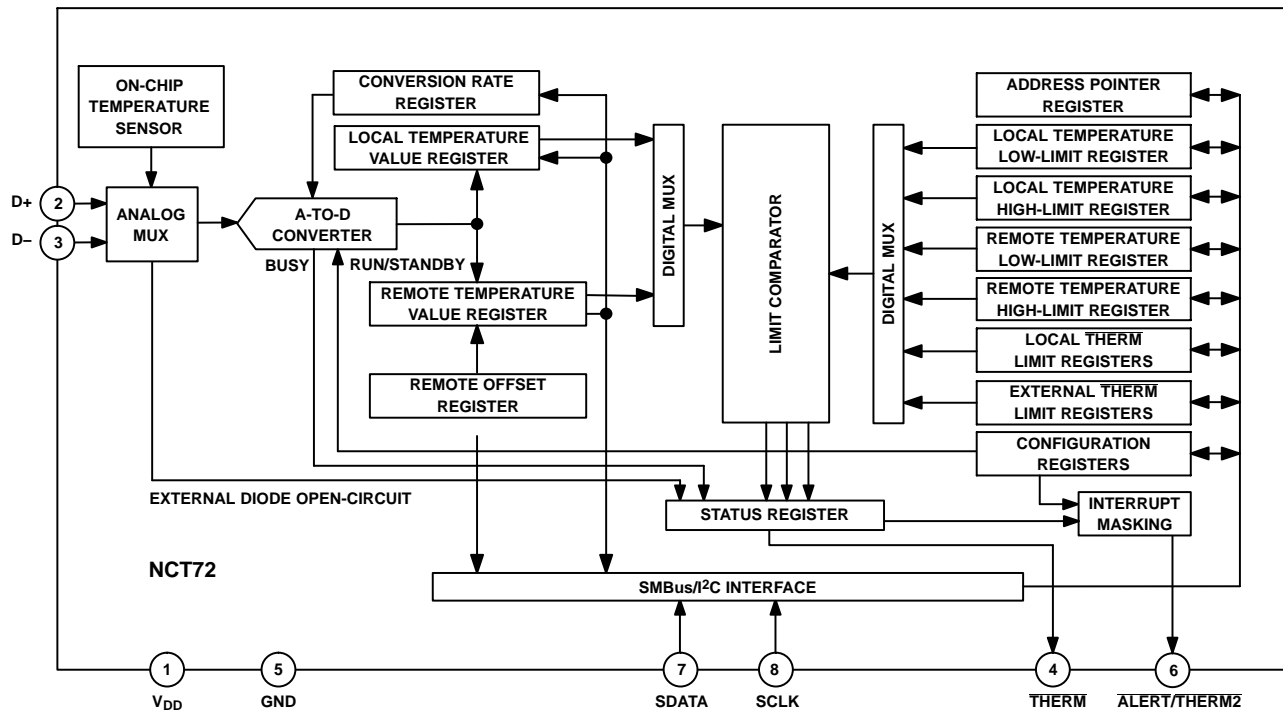 ON-CHIP
TEMPERATURE
SENSOR
CONVERSION RATE
REGISTER
LOCAL TEMPERATURE
VALUE REGISTER
ADDRESS POINTER
REGISTER
LOCAL TEMPERATURE
LOW-LIMIT REGISTER
LOCAL TEMPERATURE
HIGH-LIMIT REGISTER
REMOTE TEMPERATURE
LOW-LIMIT REGISTER
REMOTE TEMPERATURE
HIGH-LIMIT REGISTER
LOCAL THERM
LIMIT REGISTERS
EXTERNAL THERM
LIMIT REGISTERS
CONFIGURATION
REGISTERS
D+
2
D–
3
ANALOG
MUX
A-TO-D
CONVERTER
BUSY
RUN/STANDBY
REMOTE TEMPERATURE
VALUE REGISTER
REMOTE OFFSET
REGISTER
DIGITAL MUX
LIMIT COMPARATOR
DIGITAL MUX
EXTERNAL DIODE OPEN-CIRCUIT
STATUS REGISTER
INTERRUPT
MASKING
NCT72
SMBus/I²C INTERFACE
1
5
7
8
4
6
VDD
GND
SDATA
SCLK
THERM
ALERT/THERM2